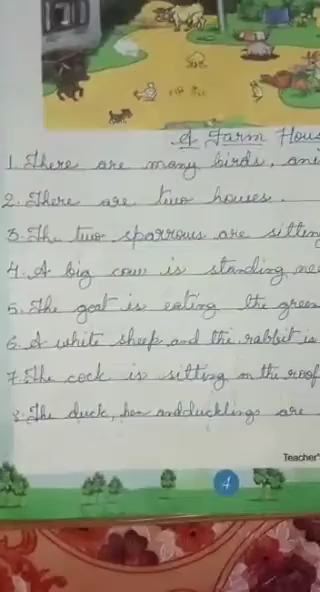 A Farm Hous
1. There are many birds, ani
2. There are two houses.
3. The two sparrows are sitting
4. A big cow is standing nea
5. The goat is eating the green
6. A white sheep and the rabbit is
7. The cock is sitting on the roof
8. The duck, hen and ducklings are
Teacher's
4